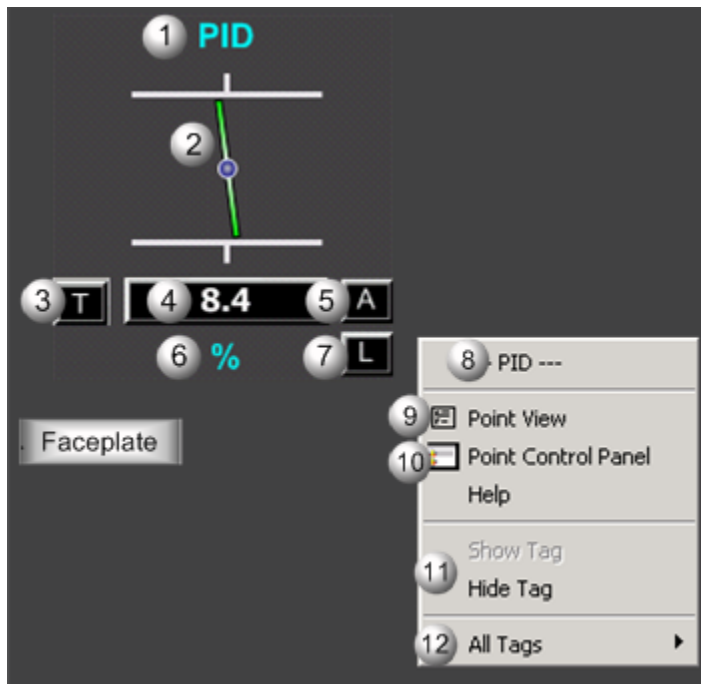 1 PID
2
3 T 4 8.4 5 A
6 % 7 L
8 - PID ---
9 Point View
Faceplate
10 Point Control Panel
Help
Show Tag
11
Hide Tag
12 All Tags